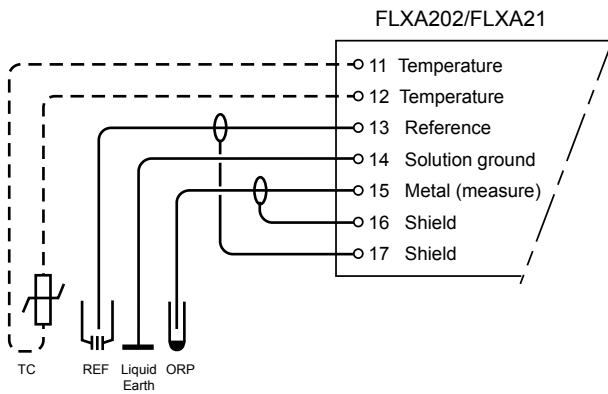 FLXA202/FLXA21
11 Temperature
12 Temperature
13 Reference
14 Solution ground
15 Metal (measure)
16 Shield
17 Shield
TC
REF
Liquid
Earth
ORP